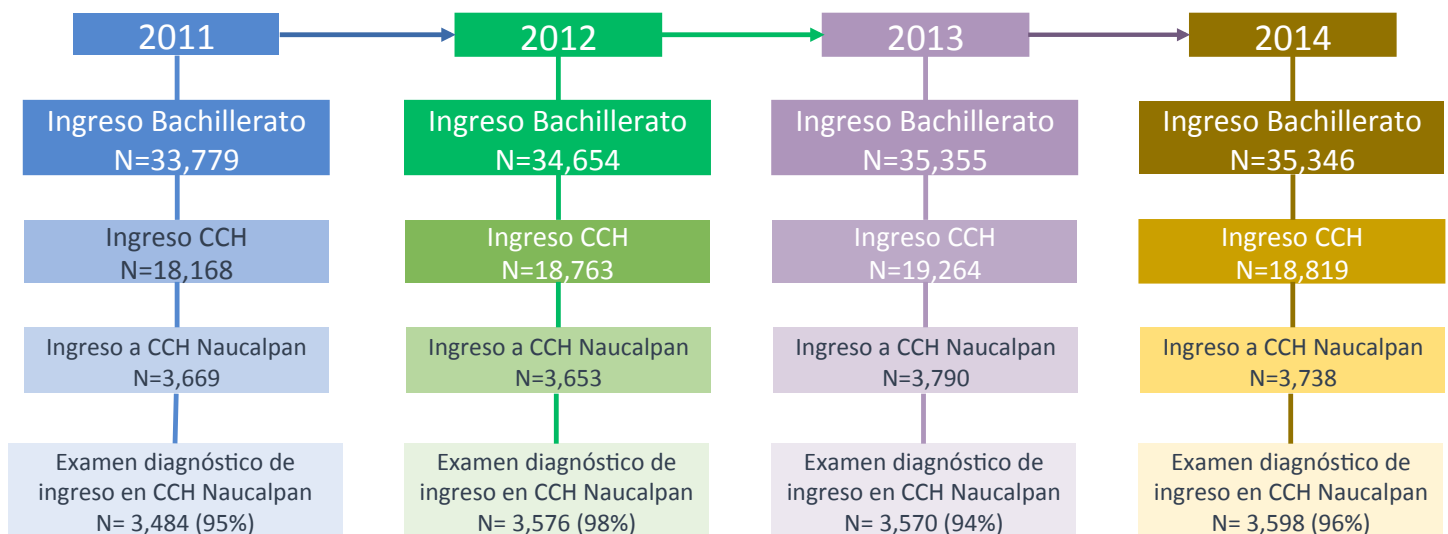 2011
Ingreso Bachillerato
N=33,779
Ingreso CCH
N=18,168
Ingreso a CCH Naucalpan
N=3,669
Examen diagnóstico de
ingreso en CCH Naucalpan
N= 3,484 (95%)
2012
Ingreso Bachillerato
N=34,654
Ingreso CCH
N=18,763
Ingreso a CCH Naucalpan
N=3,653
Examen diagnóstico de
ingreso en CCH Naucalpan
N= 3,576 (98%)
2013
Ingreso Bachillerato
N=35,355
Ingreso CCH
N=19,264
Ingreso a CCH Naucalpan
N=3,790
Examen diagnóstico de
ingreso en CCH Naucalpan
N= 3,570 (94%)
2014
Ingreso Bachillerato
N=35,346
Ingreso CCH
N=18,819
Ingreso a CCH Naucalpan
N=3,738
Examen diagnóstico de
ingreso en CCH Naucalpan
N= 3,598 (96%)